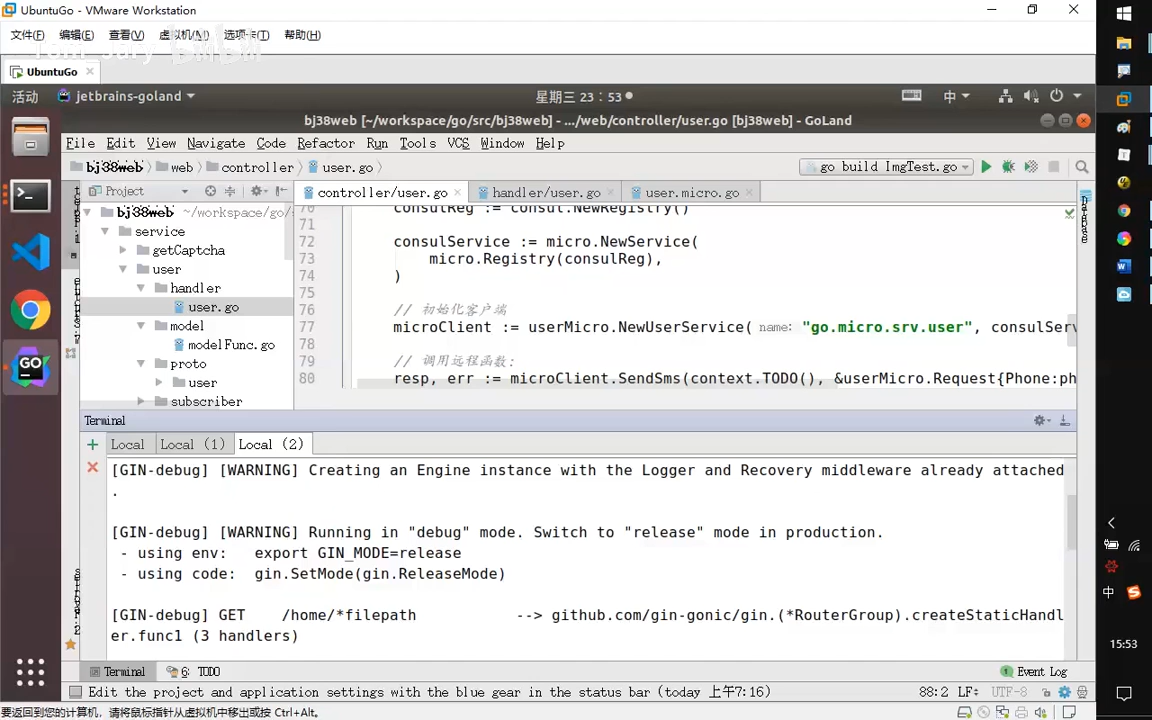 UbuntuGo - VMware Workstation
文件(F) 编辑(E) 查看(V) 虚拟机(M) 选项卡(T) 帮助(H)
UbuntuGo
活动 jetbrains-goland 星期三 23：53 中
bj38web [~/workspace/go/src/bj38web] - .../web/controller/user.go [bj38web] - GoLand
File Edit View Navigate Code Refactor Run Tools VCS Window Help
bj38web web controller user.go go build ImgTest.go
Project controller/user.go handler/user.go user.micro.go
bj38web ~/workspace/go/s
service
getCaptcha
user
handler
user.go
model
modelFunc.go
proto
user
subscriber
70 consulReg := consul.NewRegistry()
71
72 consulService := micro.NewService(
73 micro.Registry(consulReg),
74 )
75
76 // 初始化客户端
77 microClient := userMicro.NewUserService( name: "go.micro.srv.user", consulServ
78
79 // 调用远程函数:
80 resp, err := microClient.SendSms(context.TODO(), &userMicro.Request{Phone:ph
Terminal
Local Local (1) Local (2)
[GIN-debug] [WARNING] Creating an Engine instance with the Logger and Recovery middleware already attached
.
[GIN-debug] [WARNING] Running in "debug" mode. Switch to "release" mode in production.
- using env: export GIN_MODE=release
- using code: gin.SetMode(gin.ReleaseMode)
[GIN-debug] GET /home/*filepath --> github.com/gin-gonic/gin.(*RouterGroup).createStaticHandl
er.func1 (3 handlers)
Terminal 6: TODO Event Log
Edit the project and application settings with the blue gear in the status bar (today 上午7:16) 88:2 LF÷ UTF-8
要返回到您的计算机，请将鼠标指针从虚拟机中移出或按 Ctrl+Alt。
中
15:53